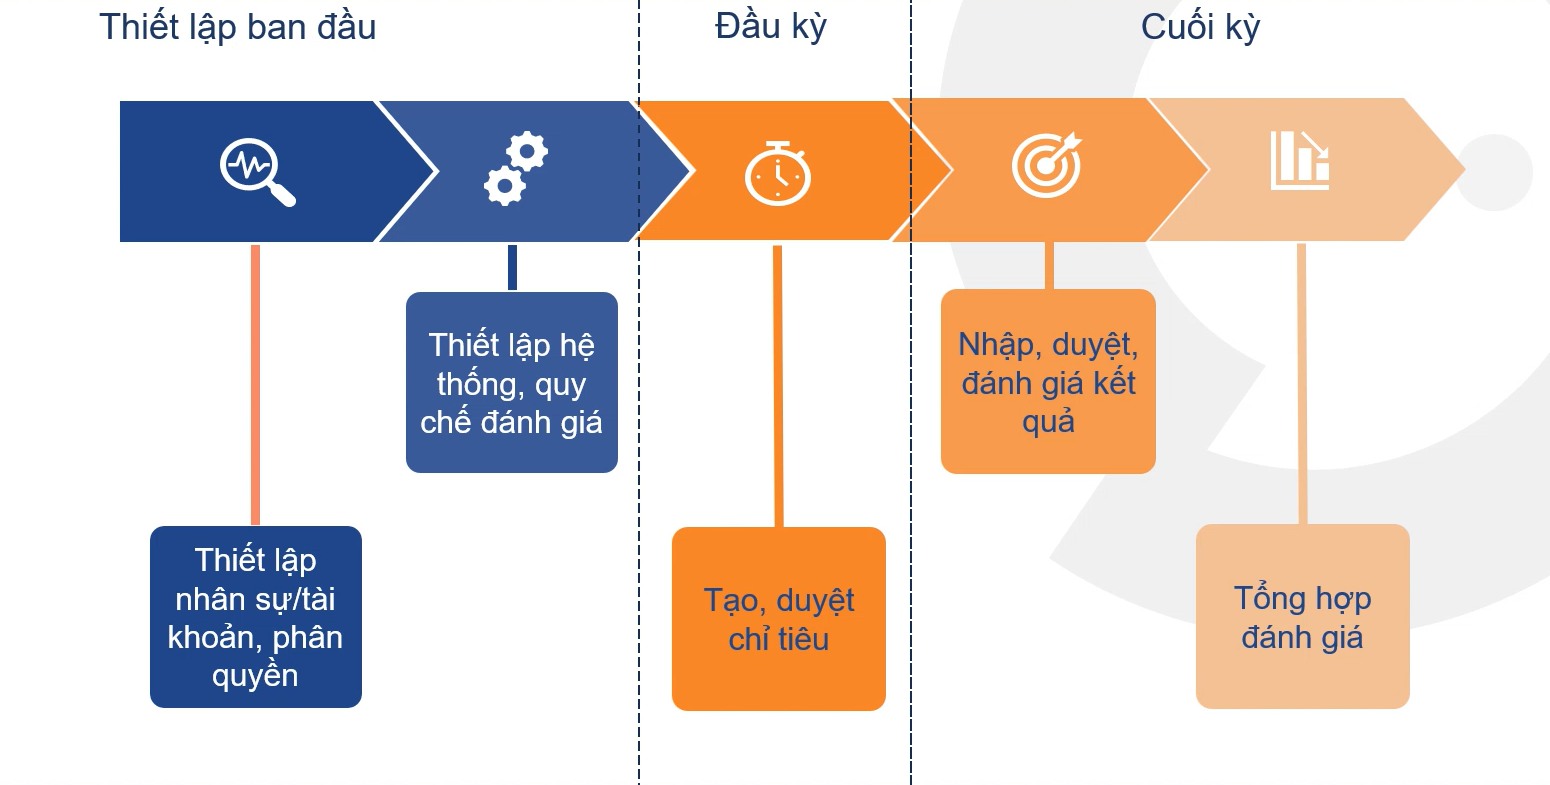 Thiết lập ban đầu
Đầu kỳ
Cuối kỳ
Thiết lập hệ
thống, quy
chế đánh giá
Nhập, duyệt,
đánh giá kết
quả
Thiết lập
nhân sự/tài
khoản, phân
quyền
Tạo, duyệt
chỉ tiêu
Tổng hợp
đánh giá